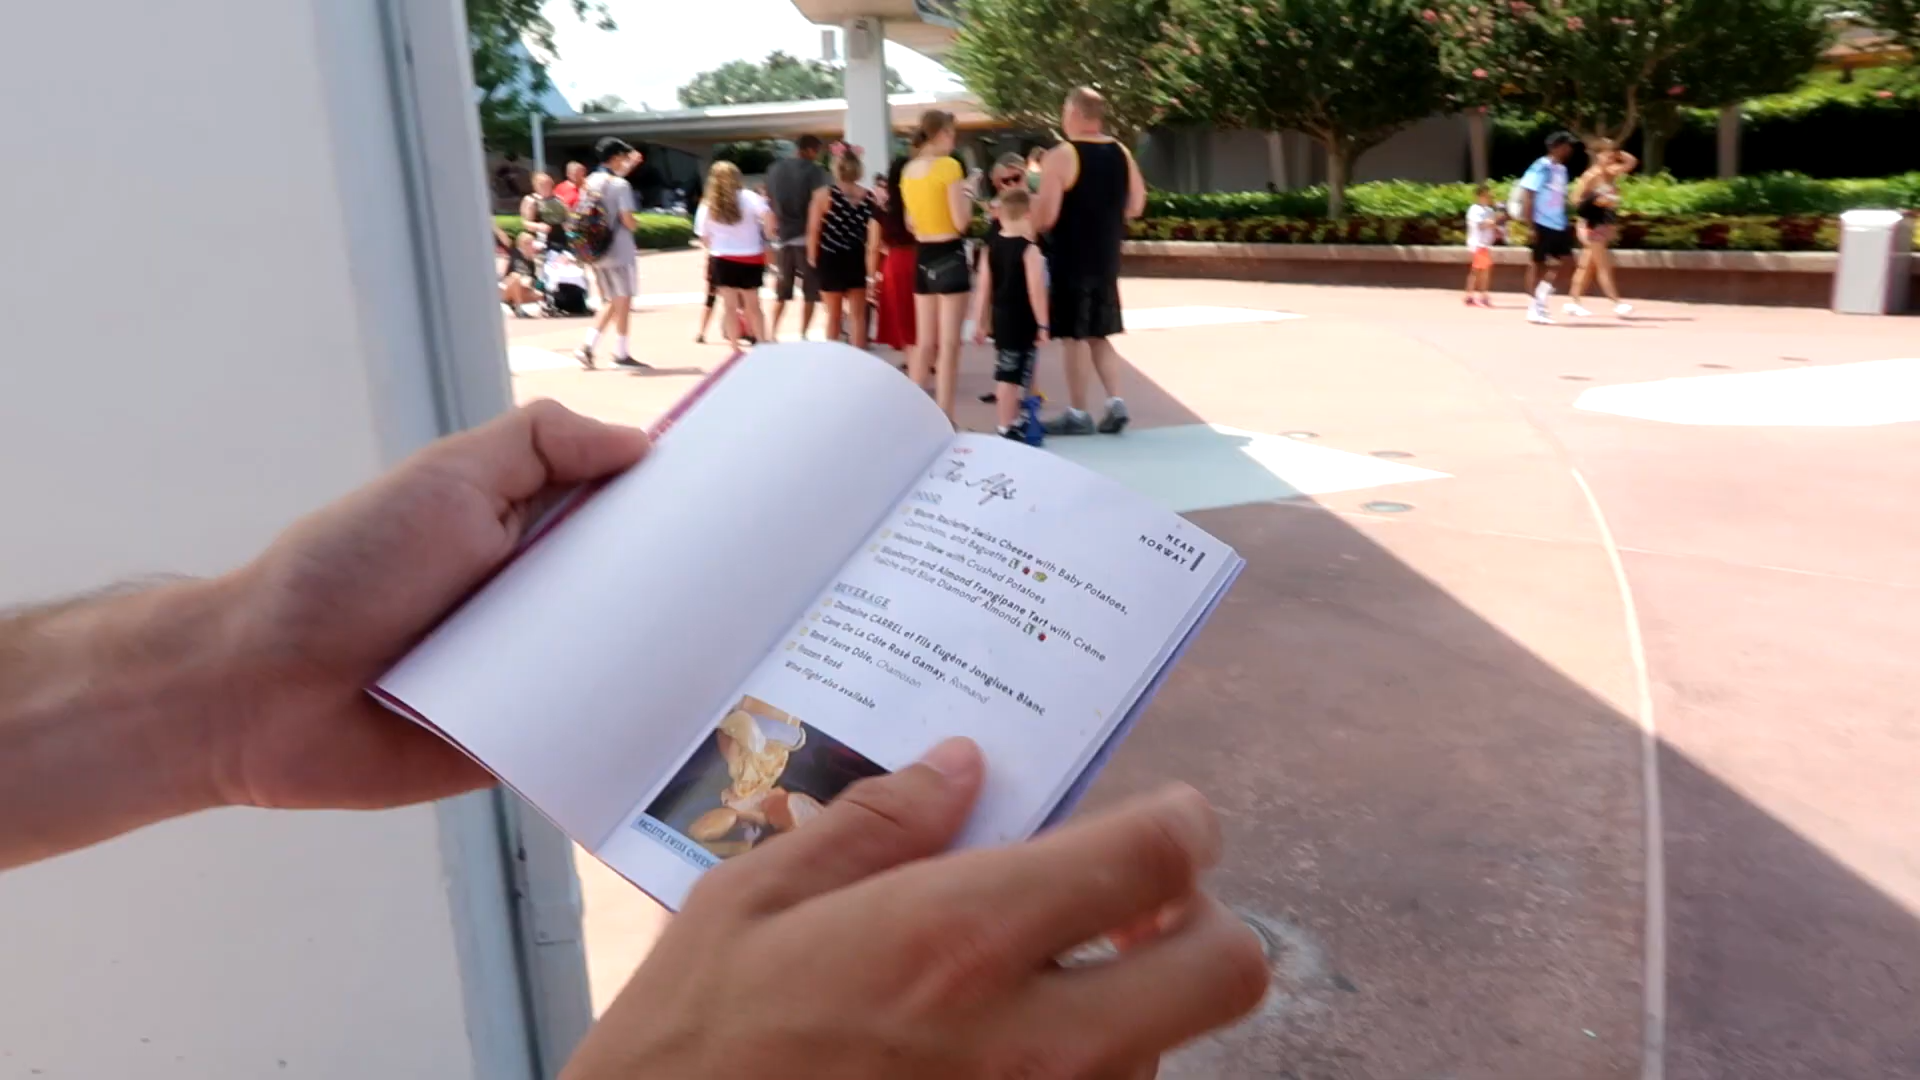 The Alps
NEAR
NORWAY
FOOD
Warm Raclette Swiss Cheese with Baby Potatoes,
Cornichons, and Baguette
Venison Stew with Crushed Potatoes
Blueberry and Almond Frangipane Tart with Crème
Fraîche and Blue Diamond® Almonds
BEVERAGE
Domaine CARREL et Fils Eugène Jongieux Blanc
Cave De La Côte Rosé Gamay, Romand
René Favre Dôle, Chamoson
Frozen Rosé
Wine flight also available
RACLETTE SWISS CHEESE